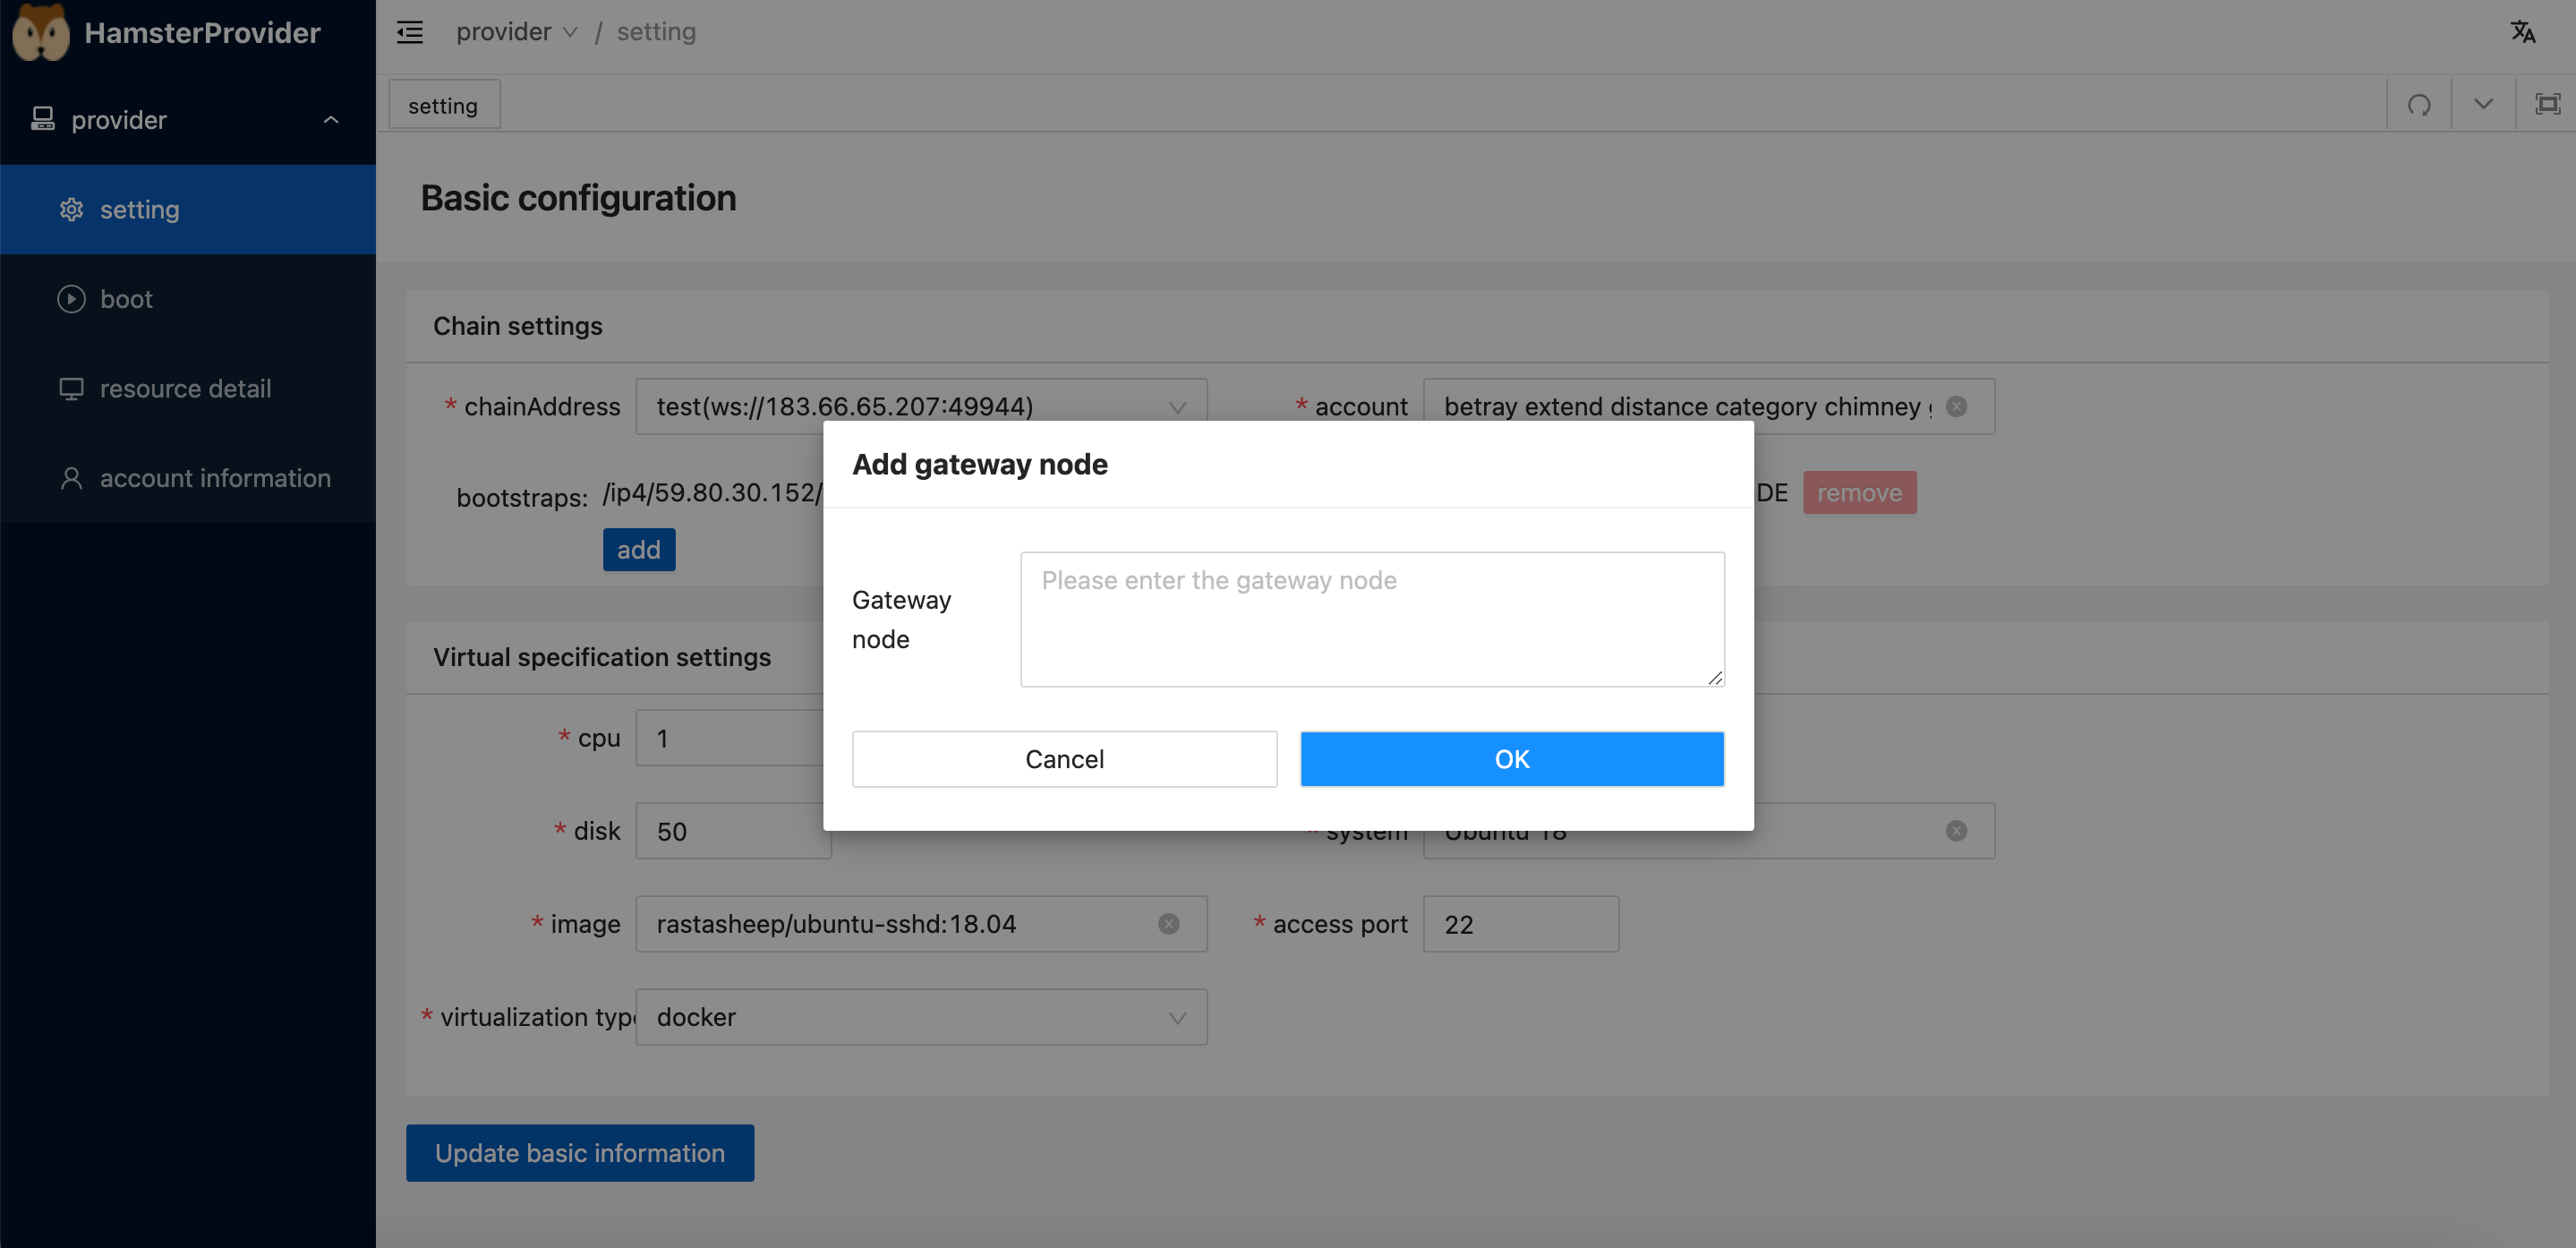 HamsterProvider
provider
setting
boot
resource detail
account information
provider / setting
setting
Basic configuration
Chain settings
* chainAddress test(ws://183.66.65.207:49944)
* account betray extend distance category chimney
bootstraps: /ip4/59.80.30.152/ DE remove
add
Add gateway node
Gateway node
Please enter the gateway node
Cancel OK
Virtual specification settings
* cpu 1
* disk 50
* system Ubuntu 18
* image rastasheep/ubuntu-sshd:18.04
* access port 22
* virtualization type docker
Update basic information